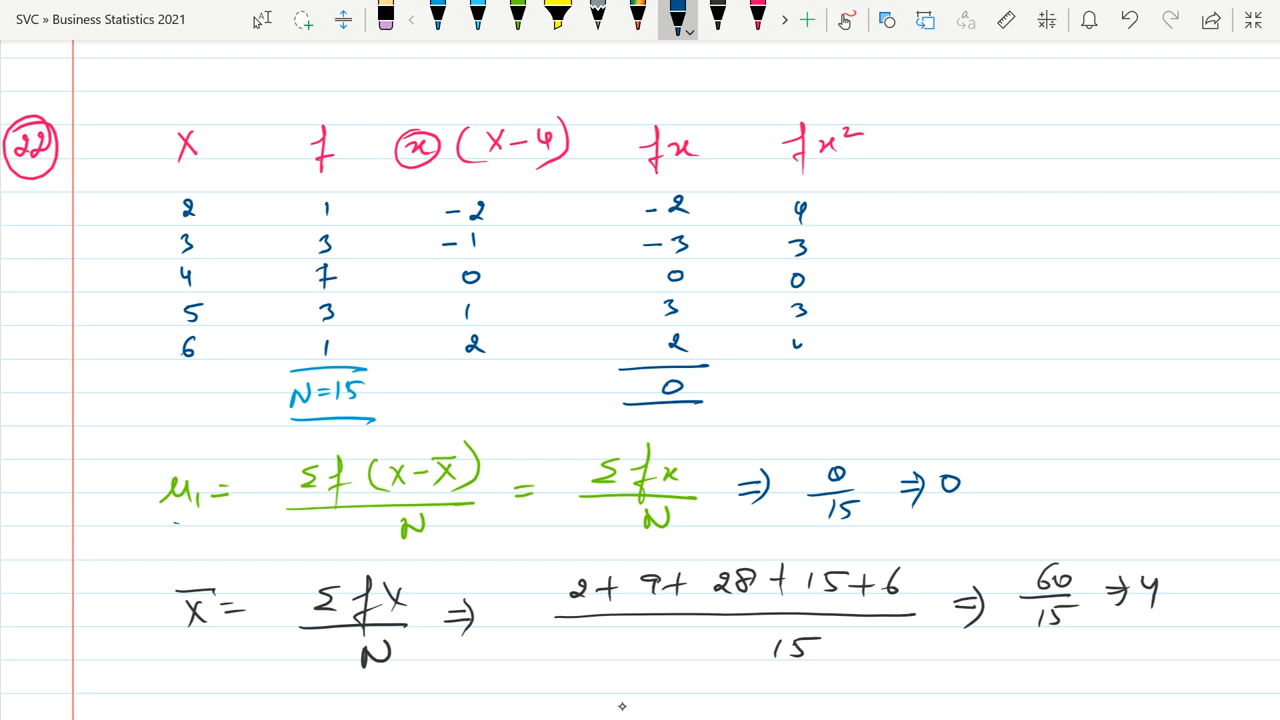 SVC » Business Statistics 2021
22 X f x (X-4) fx fx²
2 1 -2 -2 4
3 3 -1 -3 3
4 7 0 0 0
5 3 1 3 3
6 1 2 2
N=15 0
μ₁ = Σf(X-X̄)/N = Σfx/N ⇒ 0/15 ⇒ 0
X̄ = ΣfX/N ⇒ 2+9+28+15+6/15 ⇒ 60/15 ⇒ 4